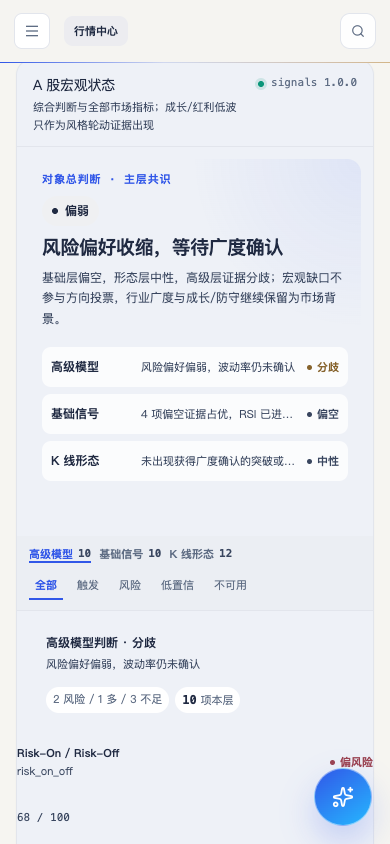 行情中心
A 股宏观状态
signals 1.0.0
综合判断与全部市场指标；成长/红利低波
只作为风格轮动证据出现
对象总判断 · 主层共识
偏弱
风险偏好收缩，等待广度确认
基础层偏空，形态层中性，高级层证据分歧；宏观缺口不
参与方向投票，行业广度与成长/防守继续保留为市场背
景。
高级模型 风险偏好偏弱，波动率仍未确认 分歧
基础信号 4 项偏空证据占优，RSI 已进… 偏空
K 线形态 未出现获得广度确认的突破或… 中性
高级模型 10 基础信号 10 K 线形态 12
全部 触发 风险 低置信 不可用
高级模型判断 · 分歧
风险偏好偏弱，波动率仍未确认
2 风险 / 1 多 / 3 不足 10 项本层
Risk-On / Risk-Off 偏风险
risk_on_off
68 / 100